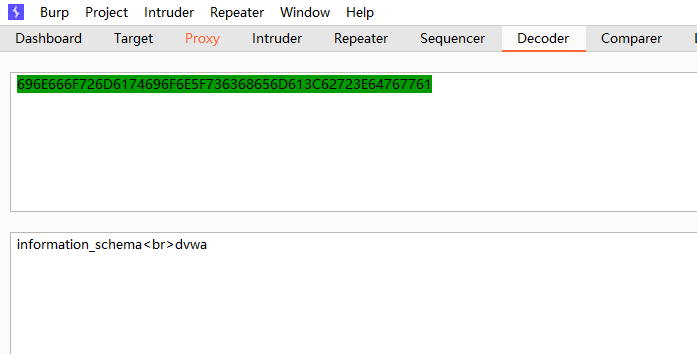 Burp Project Intruder Repeater Window Help
Dashboard Target Proxy Intruder Repeater Sequencer Decoder Comparer
696E666F726D6174696F6E5F736368656D613C62723E64767761
information_schema<br>dvwa